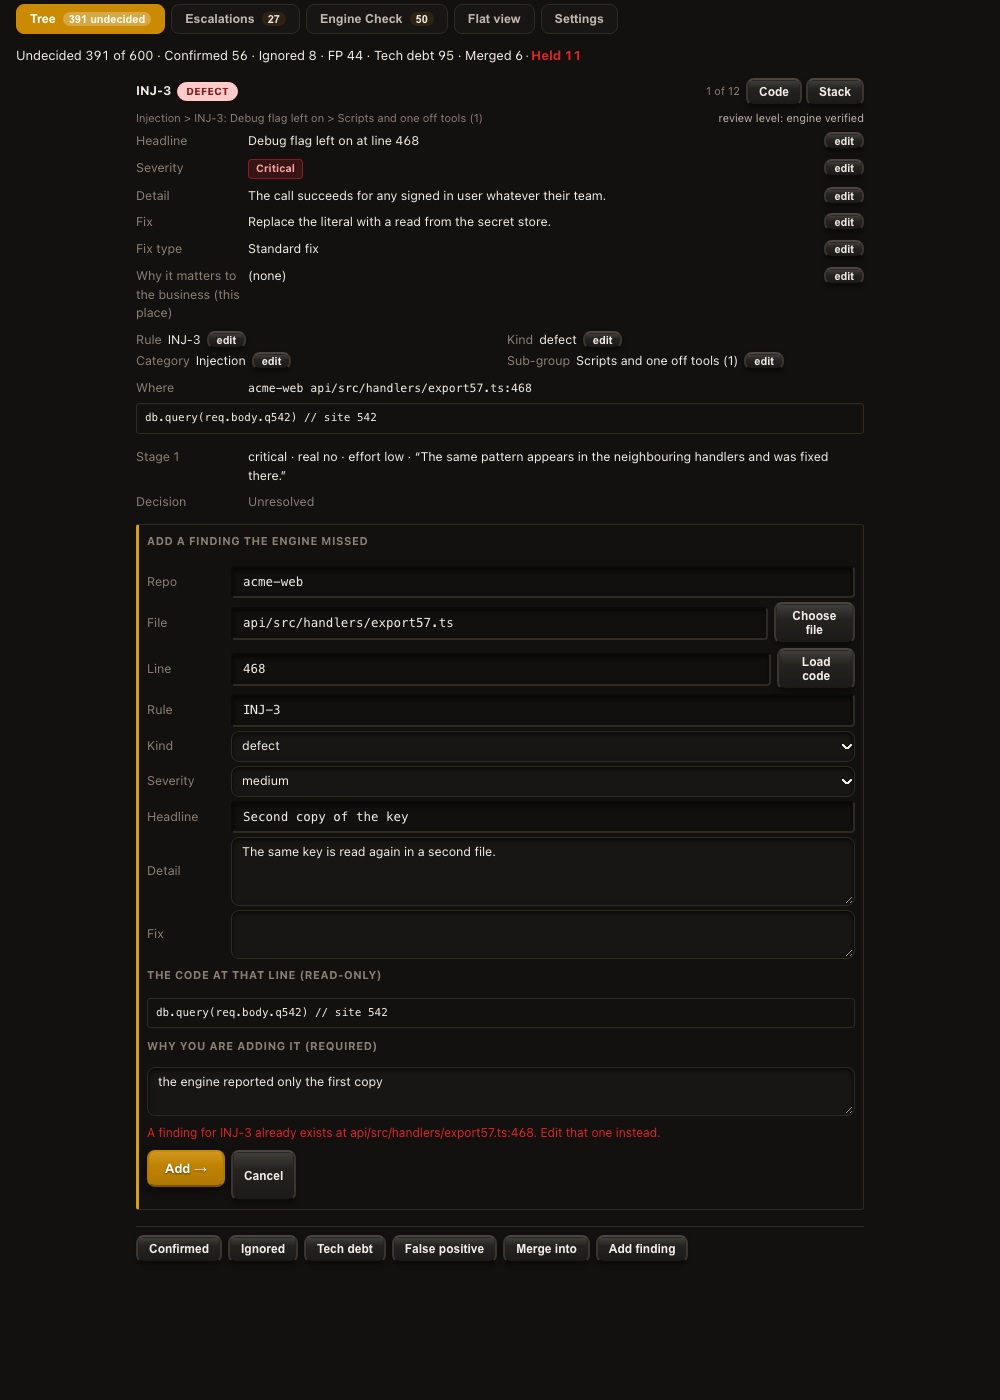 Tree 391 undecided Escalations 27 Engine Check 50 Flat view Settings
Undecided 391 of 600 · Confirmed 56 · Ignored 8 · FP 44 · Tech debt 95 · Merged 6 · Held 11
INJ-3 DEFECT 1 of 12 Code Stack
Injection > INJ-3: Debug flag left on > Scripts and one off tools (1) review level: engine verified
Headline Debug flag left on at line 468 edit
Severity Critical edit
Detail The call succeeds for any signed in user whatever their team. edit
Fix Replace the literal with a read from the secret store. edit
Fix type Standard fix edit
Why it matters to (none) edit
the business (this
place)
Rule INJ-3 edit Kind defect edit
Category Injection edit Sub-group Scripts and one off tools (1) edit
Where acme-web api/src/handlers/export57.ts:468
db.query(req.body.q542) // site 542
Stage 1 critical · real no · effort low · “The same pattern appears in the neighbouring handlers and was fixed
there.”
Decision Unresolved
ADD A FINDING THE ENGINE MISSED
Repo acme-web
File api/src/handlers/export57.ts Choose
file
Line 468 Load
code
Rule INJ-3
Kind defect
Severity medium
Headline Second copy of the key
The same key is read again in a second file.
Detail
Fix
THE CODE AT THAT LINE (READ-ONLY)
db.query(req.body.q542) // site 542
WHY YOU ARE ADDING IT (REQUIRED)
the engine reported only the first copy
A finding for INJ-3 already exists at api/src/handlers/export57.ts:468. Edit that one instead.
Add → Cancel
Confirmed Ignored Tech debt False positive Merge into Add finding